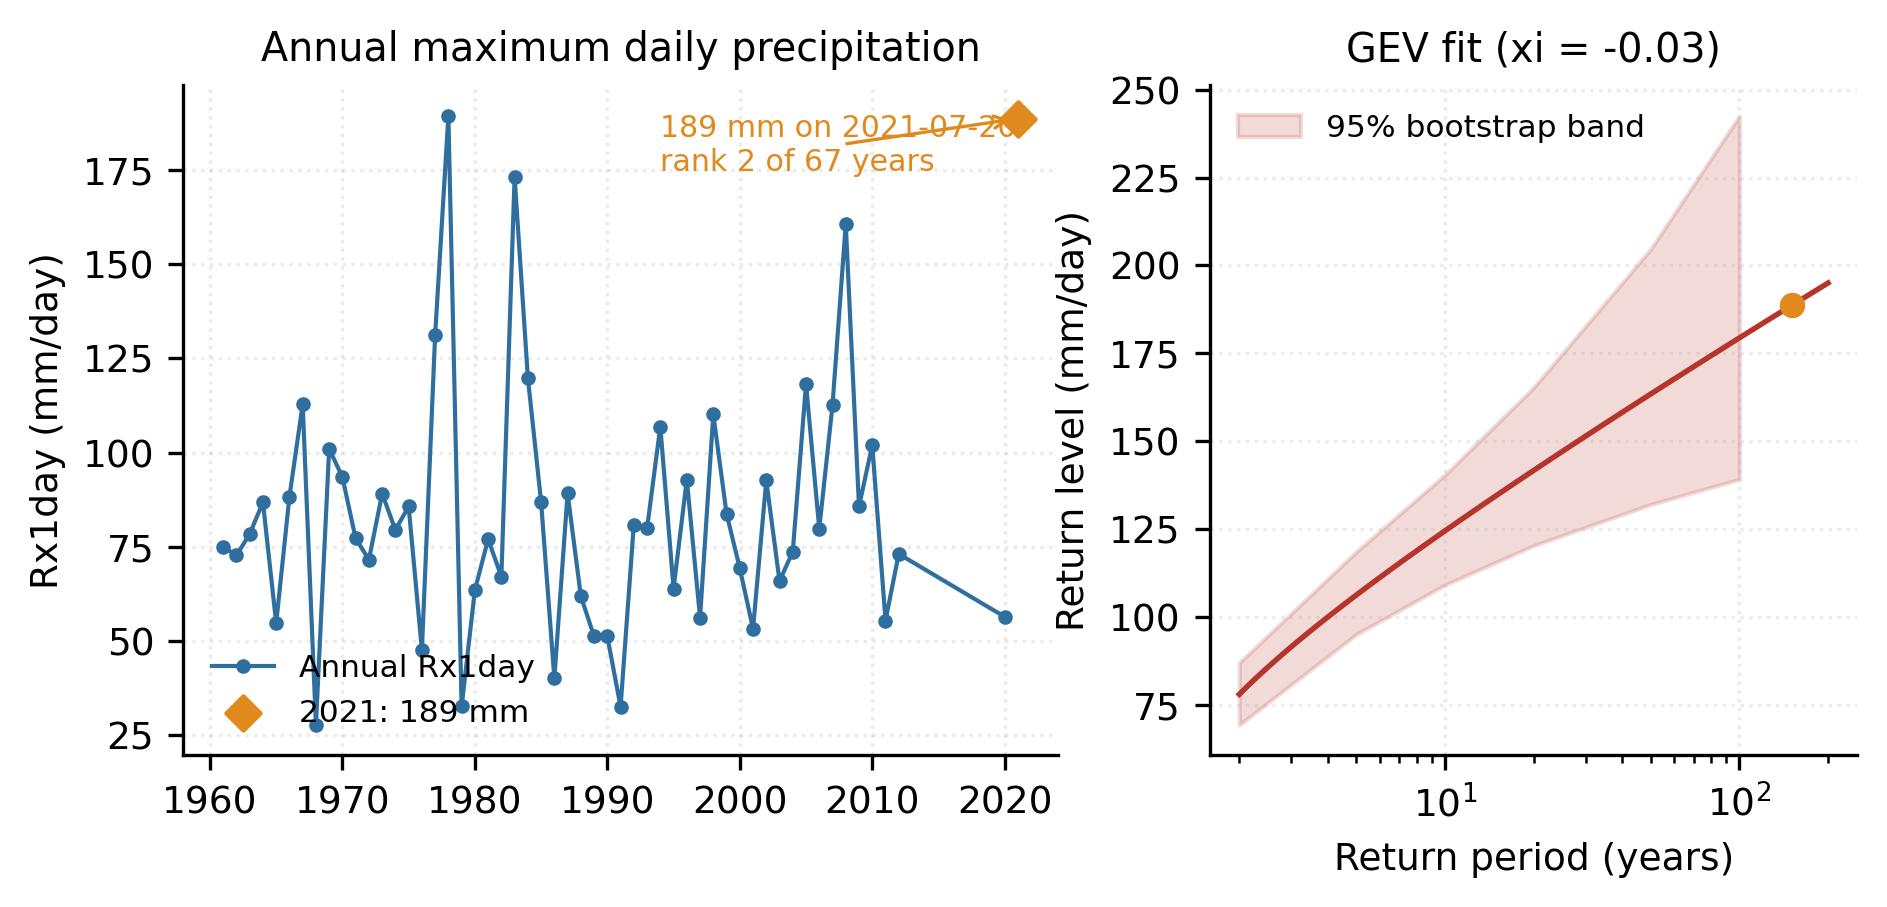 Annual maximum daily precipitation
189 mm on 2021-07-20
rank 2 of 67 years
Rx1day (mm/day)
175
150
125
100
75
50
25
Annual Rx1day
2021: 189 mm
1960 1970 1980 1990 2000 2010 2020
GEV fit (xi = -0.03)
95% bootstrap band
Return level (mm/day)
250
225
200
175
150
125
100
75
10¹ 10²
Return period (years)